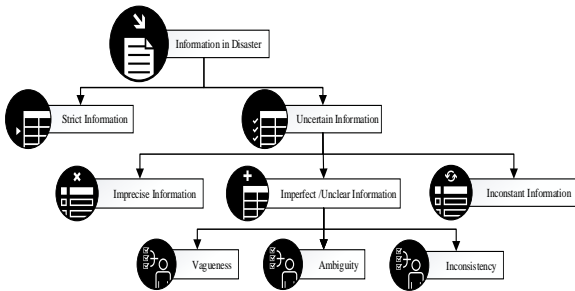 Information in Disaster
Strict Information
Uncertain Information
Imprecise Information
Imperfect /Unclear Information
Inconstant Information
Vagueness
Ambiguity
Inconsistency